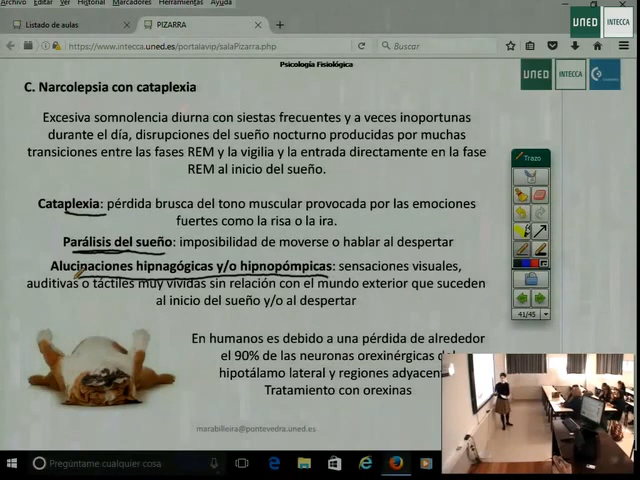 Archivo Editar Ver Historial Marcadores Herramientas Ayuda
UNED INTECCA
Listado de aulas × PIZARRA × +
https://www.intecca.uned.es/portalavip/salaPizarra.php
Buscar
Psicología Fisiológica
UNED INTECCA
C. Narcolepsia con cataplexia
Excesiva somnolencia diurna con siestas frecuentes y a veces inoportunas
durante el día, disrupciones del sueño nocturno producidas por muchas
transiciones entre las fases REM y la vigilia y la entrada directamente en la fase
REM al inicio del sueño.
Trazo
Cataplexia: pérdida brusca del tono muscular provocada por las emociones
fuertes como la risa o la ira.
Parálisis del sueño: imposibilidad de moverse o hablar al despertar
Alucinaciones hipnagógicas y/o hipnopómpicas: sensaciones visuales,
auditivas o táctiles muy vividas sin relación con el mundo exterior que suceden
al inicio del sueño y/o al despertar
41/45
En humanos es debido a una pérdida de alrededor
el 90% de las neuronas orexinérgicas
hipotálamo lateral y regiones
Tratamiento con orexinas
marabilleira@pontevedra.uned.es
Pregúntame cualquier cosa